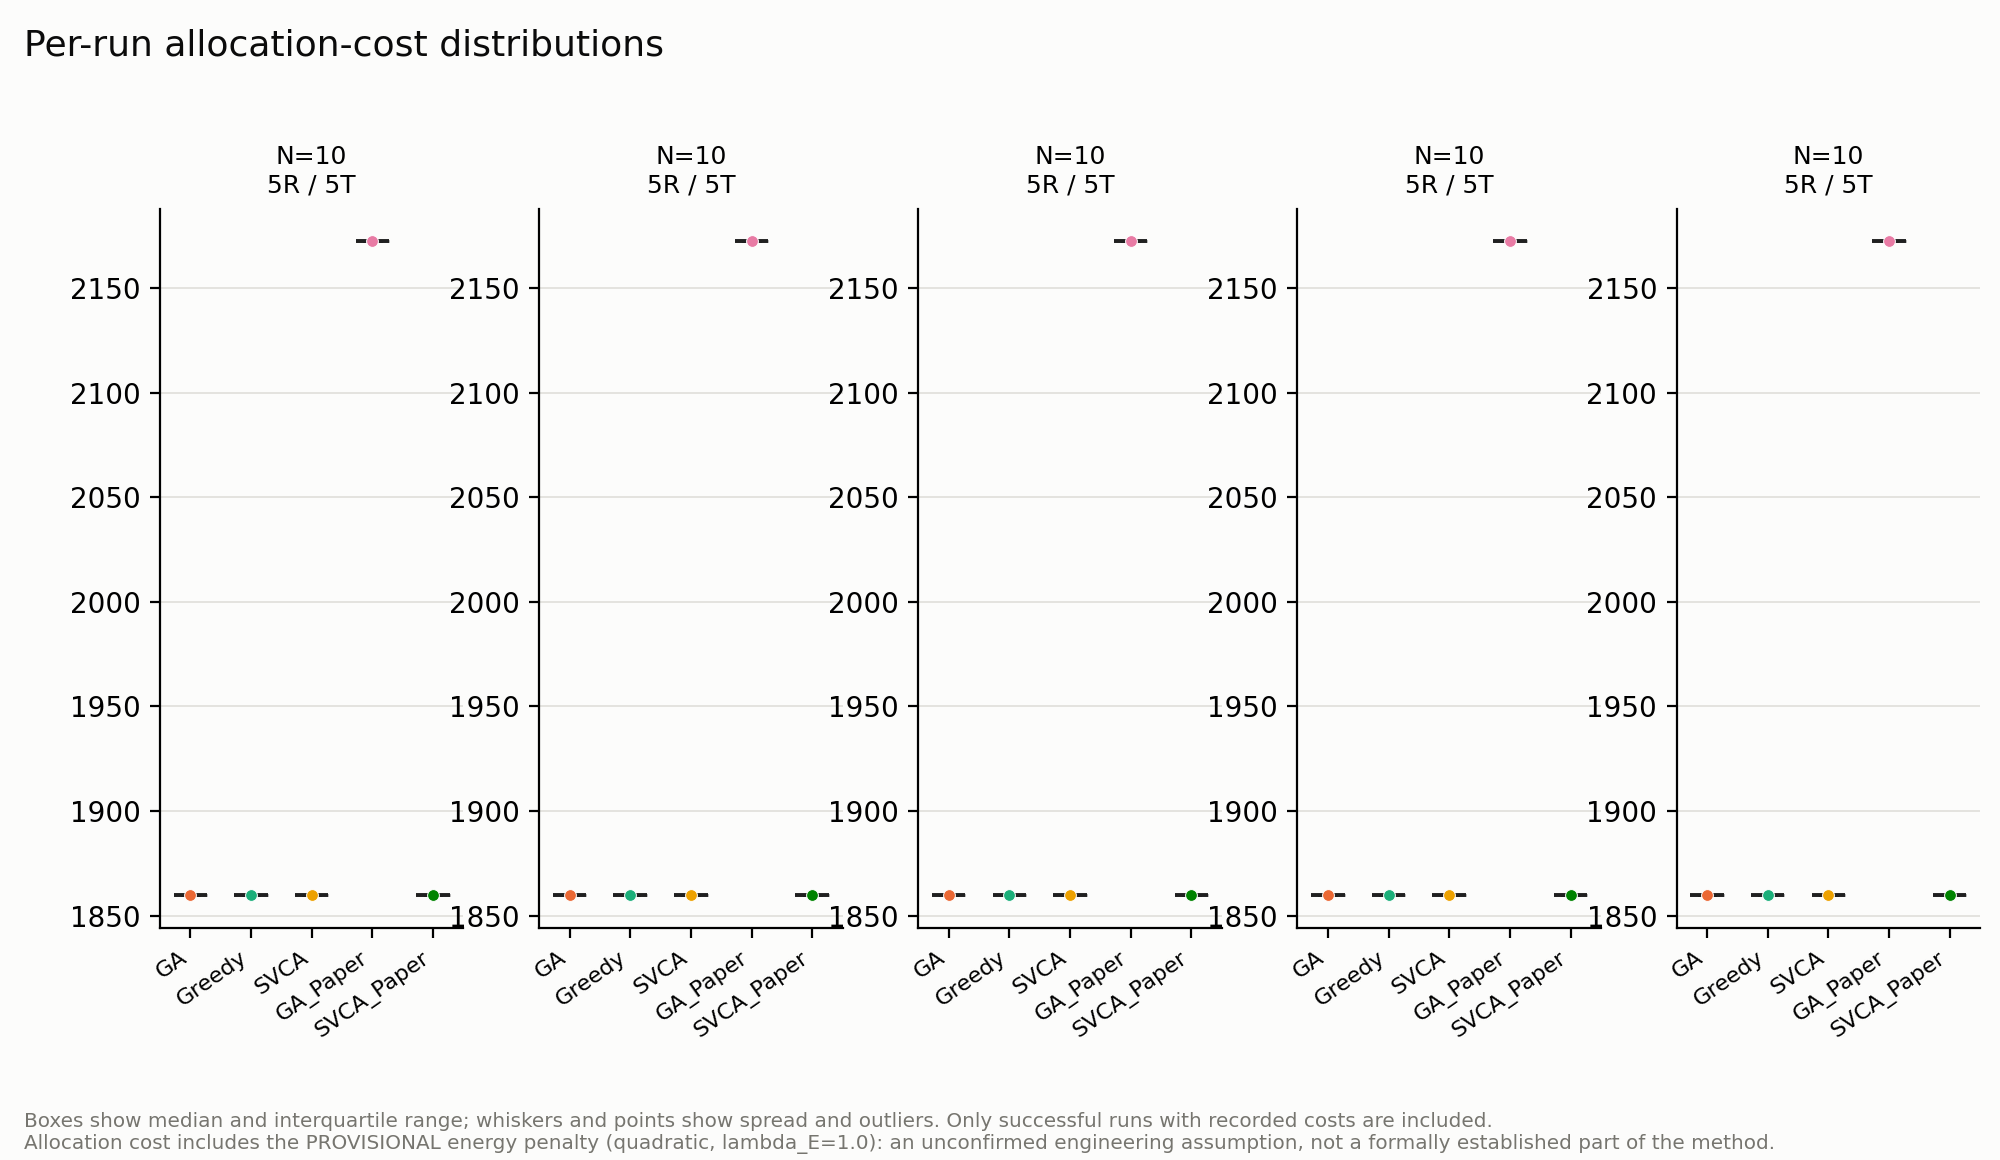 Per-run allocation-cost distributions
N=10
5R / 5T
N=10
5R / 5T
N=10
5R / 5T
N=10
5R / 5T
N=10
5R / 5T
2150
2100
2050
2000
1950
1900
1850
GA
Greedy
SVCA
GA_Paper
SVCA_Paper
2150
2100
2050
2000
1950
1900
1850
GA
Greedy
SVCA
GA_Paper
SVCA_Paper
2150
2100
2050
2000
1950
1900
1850
GA
Greedy
SVCA
GA_Paper
SVCA_Paper
2150
2100
2050
2000
1950
1900
1850
GA
Greedy
SVCA
GA_Paper
SVCA_Paper
2150
2100
2050
2000
1950
1900
1850
GA
Greedy
SVCA
GA_Paper
SVCA_Paper
Boxes show median and interquartile range; whiskers and points show spread and outliers. Only successful runs with recorded costs are included.
Allocation cost includes the PROVISIONAL energy penalty (quadratic, lambda_E=1.0): an unconfirmed engineering assumption, not a formally established part of the method.